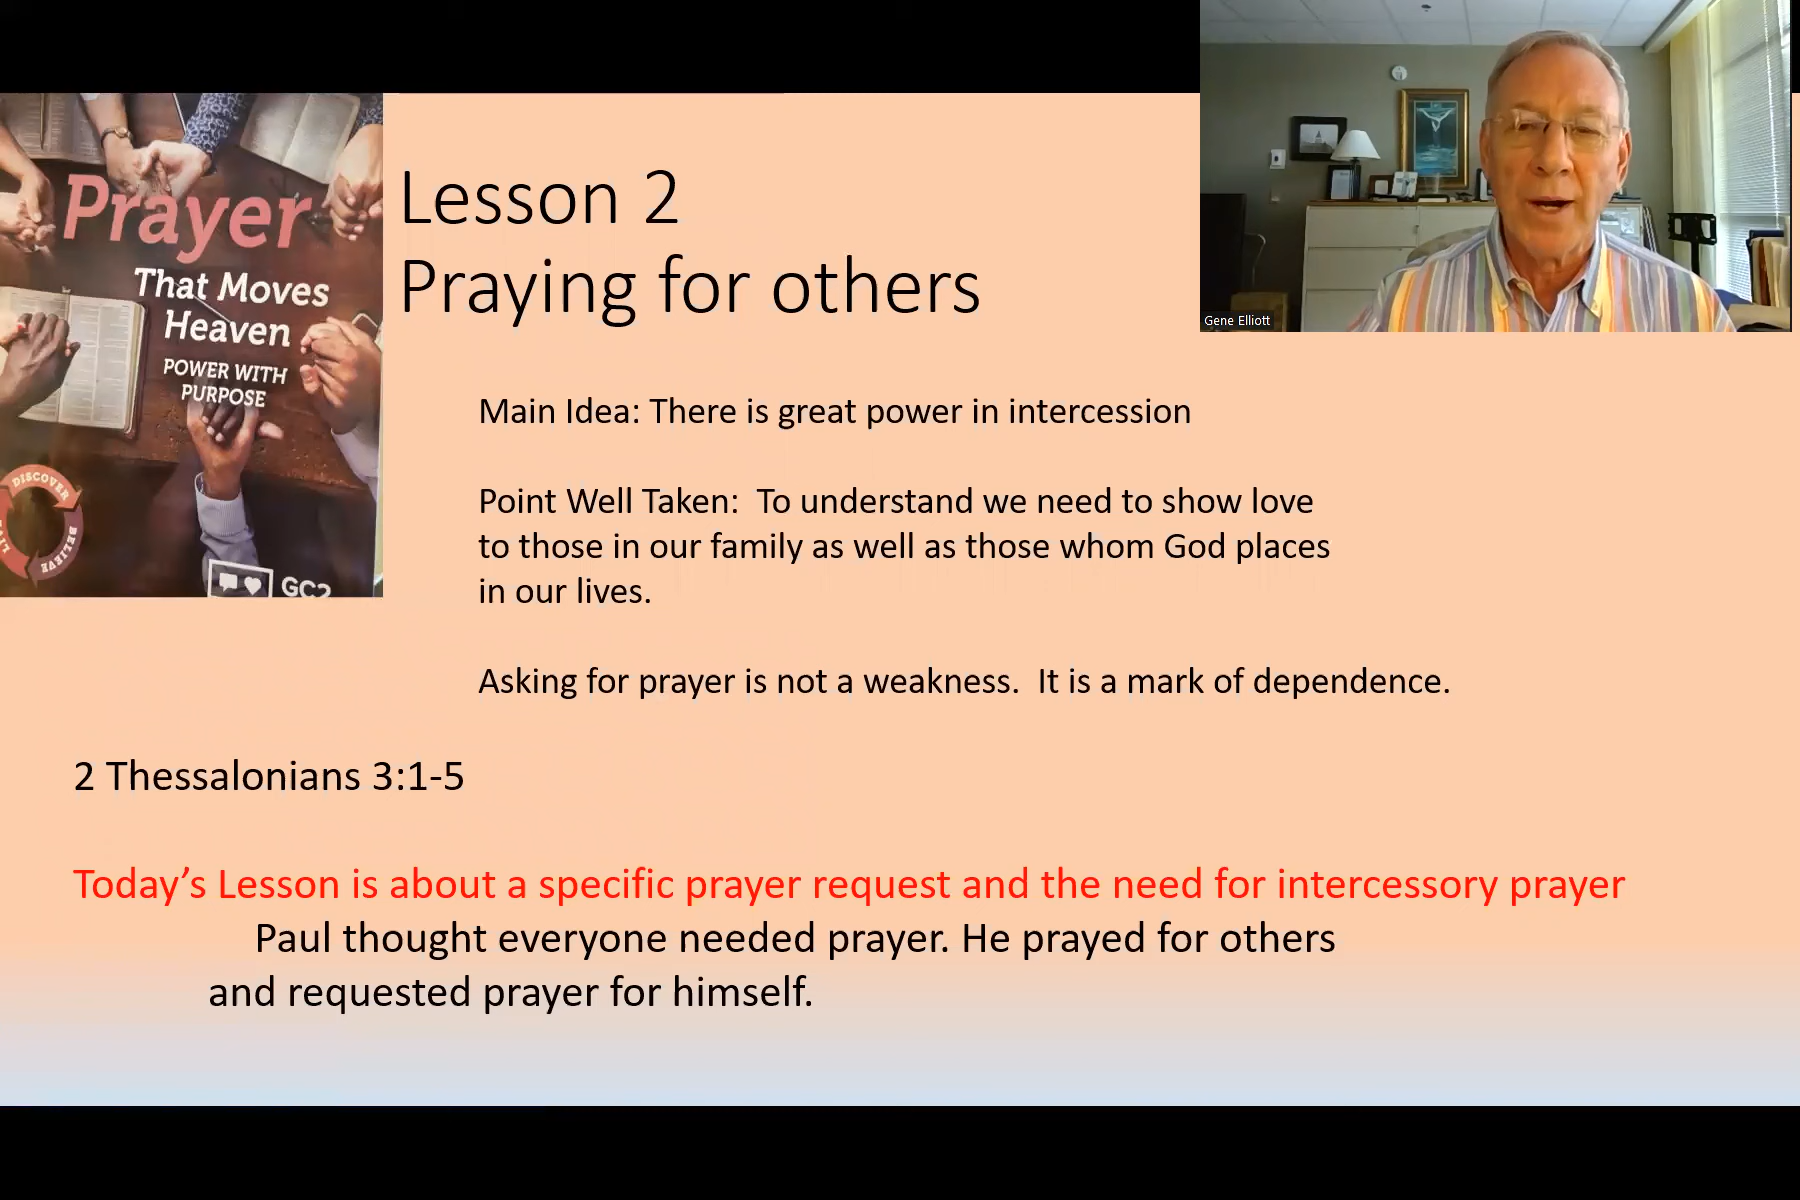 Prayer
That Moves
Heaven
POWER WITH
PURPOSE
DISCOVER
BELIEVE
LIVE
GC2
Lesson 2
Praying for others
Gene Elliott
Main Idea: There is great power in intercession
Point Well Taken:  To understand we need to show love
to those in our family as well as those whom God places
in our lives.
Asking for prayer is not a weakness.  It is a mark of dependence.
2 Thessalonians 3:1-5
Today’s Lesson is about a specific prayer request and the need for intercessory prayer
Paul thought everyone needed prayer. He prayed for others
and requested prayer for himself.